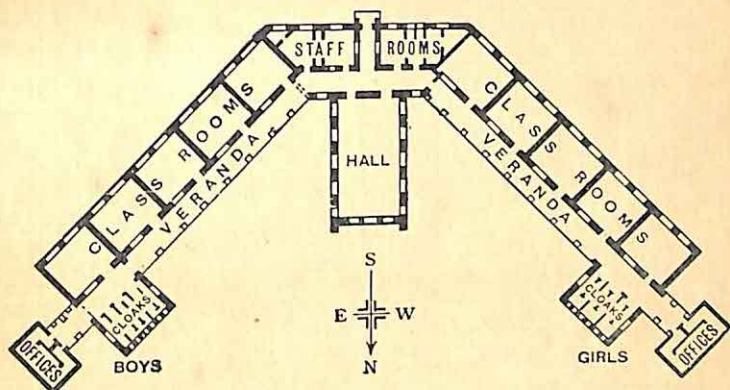 STAFF ROOMS
CLASS ROOMS
VERANDA
HALL
CLASS ROOMS
VERANDA
S
E W
N
CLOAKS
OFFICES
BOYS
CLOAKS
OFFICES
GIRLS